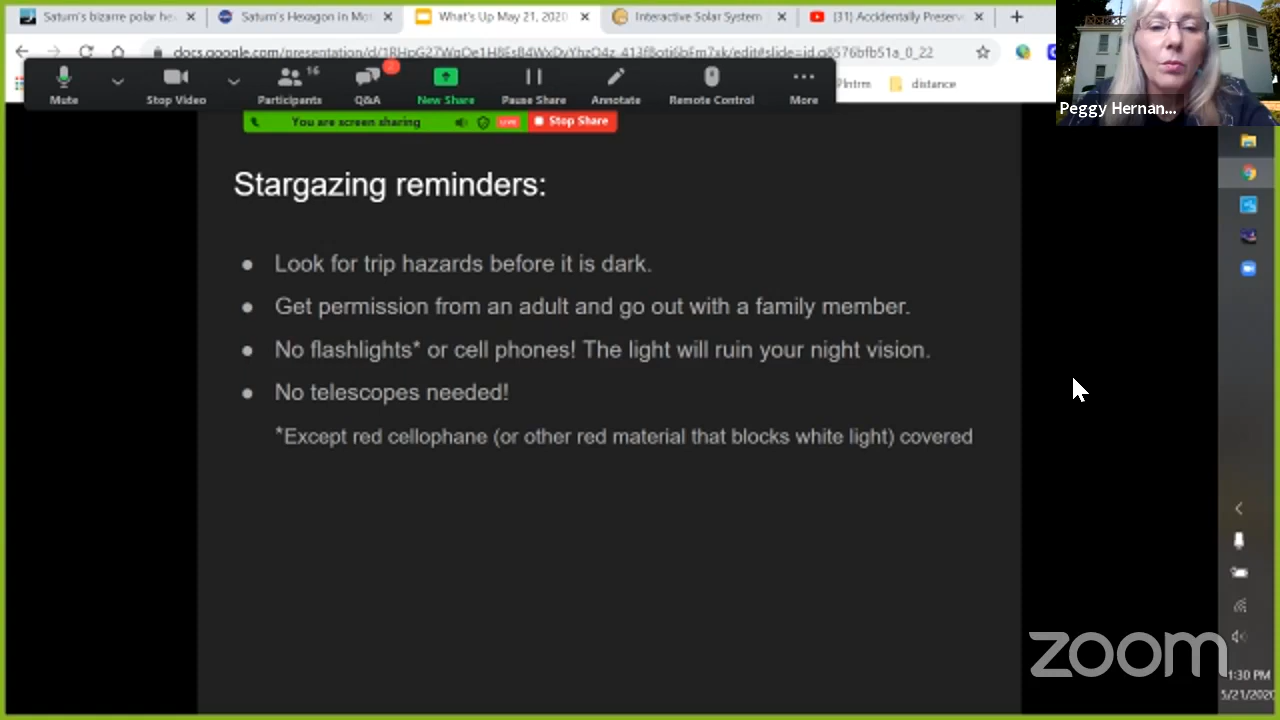 Saturn's bizarre polar he
Saturn's Hexagon in Mot
What's Up May 21, 2020
Interactive Solar System
(31) Accidentally Preserv
distance
Mute
Stop Video
16
Participants
2
Q&A
New Share
Pause Share
Annotate
Remote Control
More
You are screen sharing
LIVE
Stop Share
Peggy Hernan...
Stargazing reminders:
● Look for trip hazards before it is dark.
● Get permission from an adult and go out with a family member.
● No flashlights* or cell phones! The light will ruin your night vision.
● No telescopes needed!
*Except red cellophane (or other red material that blocks white light) covered
zoom
1:30 PM
5/21/2020